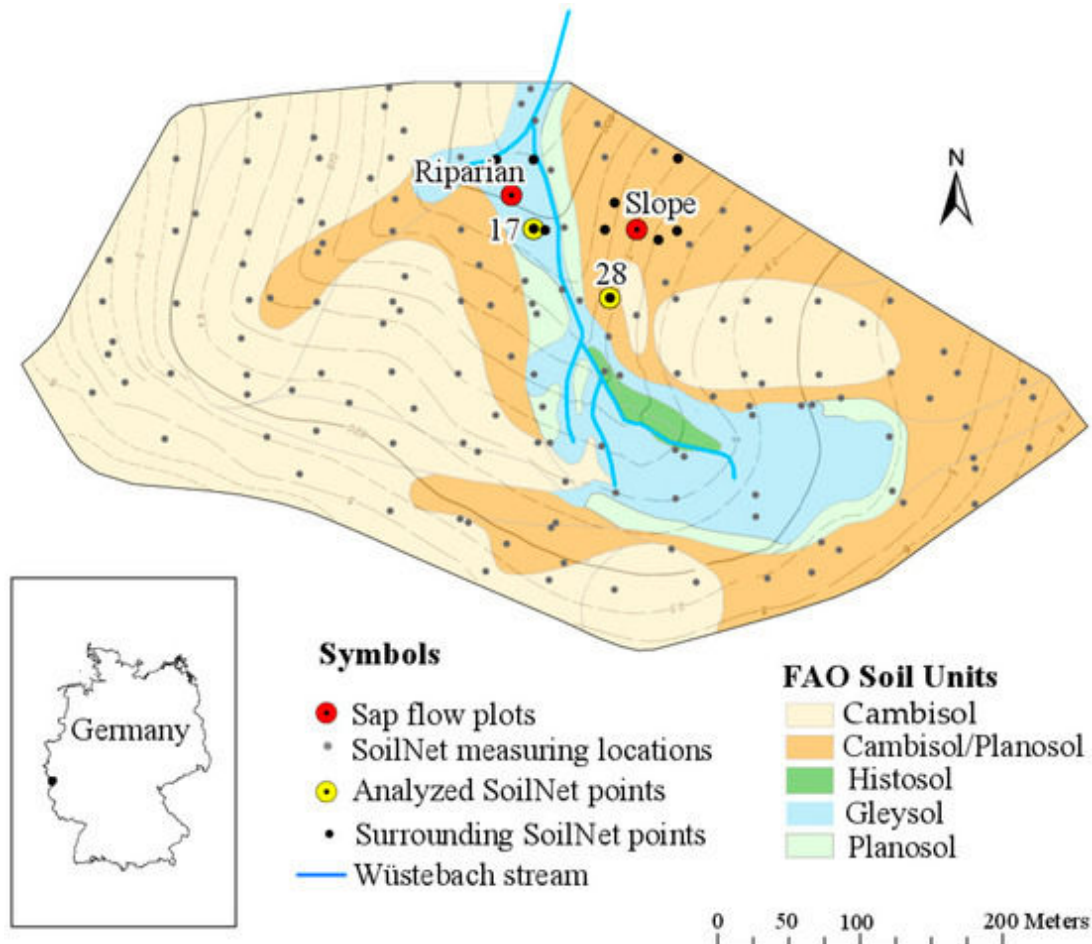 N
Riparian
Slope
17
28
Germany
Symbols
Sap flow plots
SoilNet measuring locations
Analyzed SoilNet points
Surrounding SoilNet points
Wüstebach stream
FAO Soil Units
Cambisol
Cambisol/Planosol
Histosol
Gleysol
Planosol
0 50 100 200 Meters